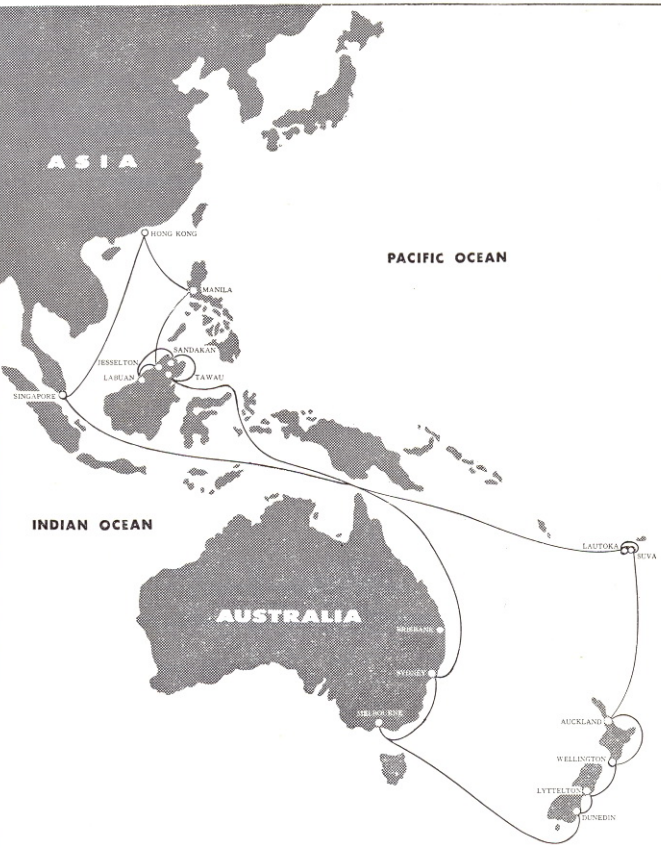 ASIA
HONG KONG
PACIFIC OCEAN
MANILA
SANDAKAN
JESSELTON
LABUAN
TAWAU
SINGAPORE
INDIAN OCEAN
LAUTOKA
SUVA
AUSTRALIA
BRISBANE
SYDNEY
MELBOURNE
AUCKLAND
WELLINGTON
LYTTELTON
DUNEDIN